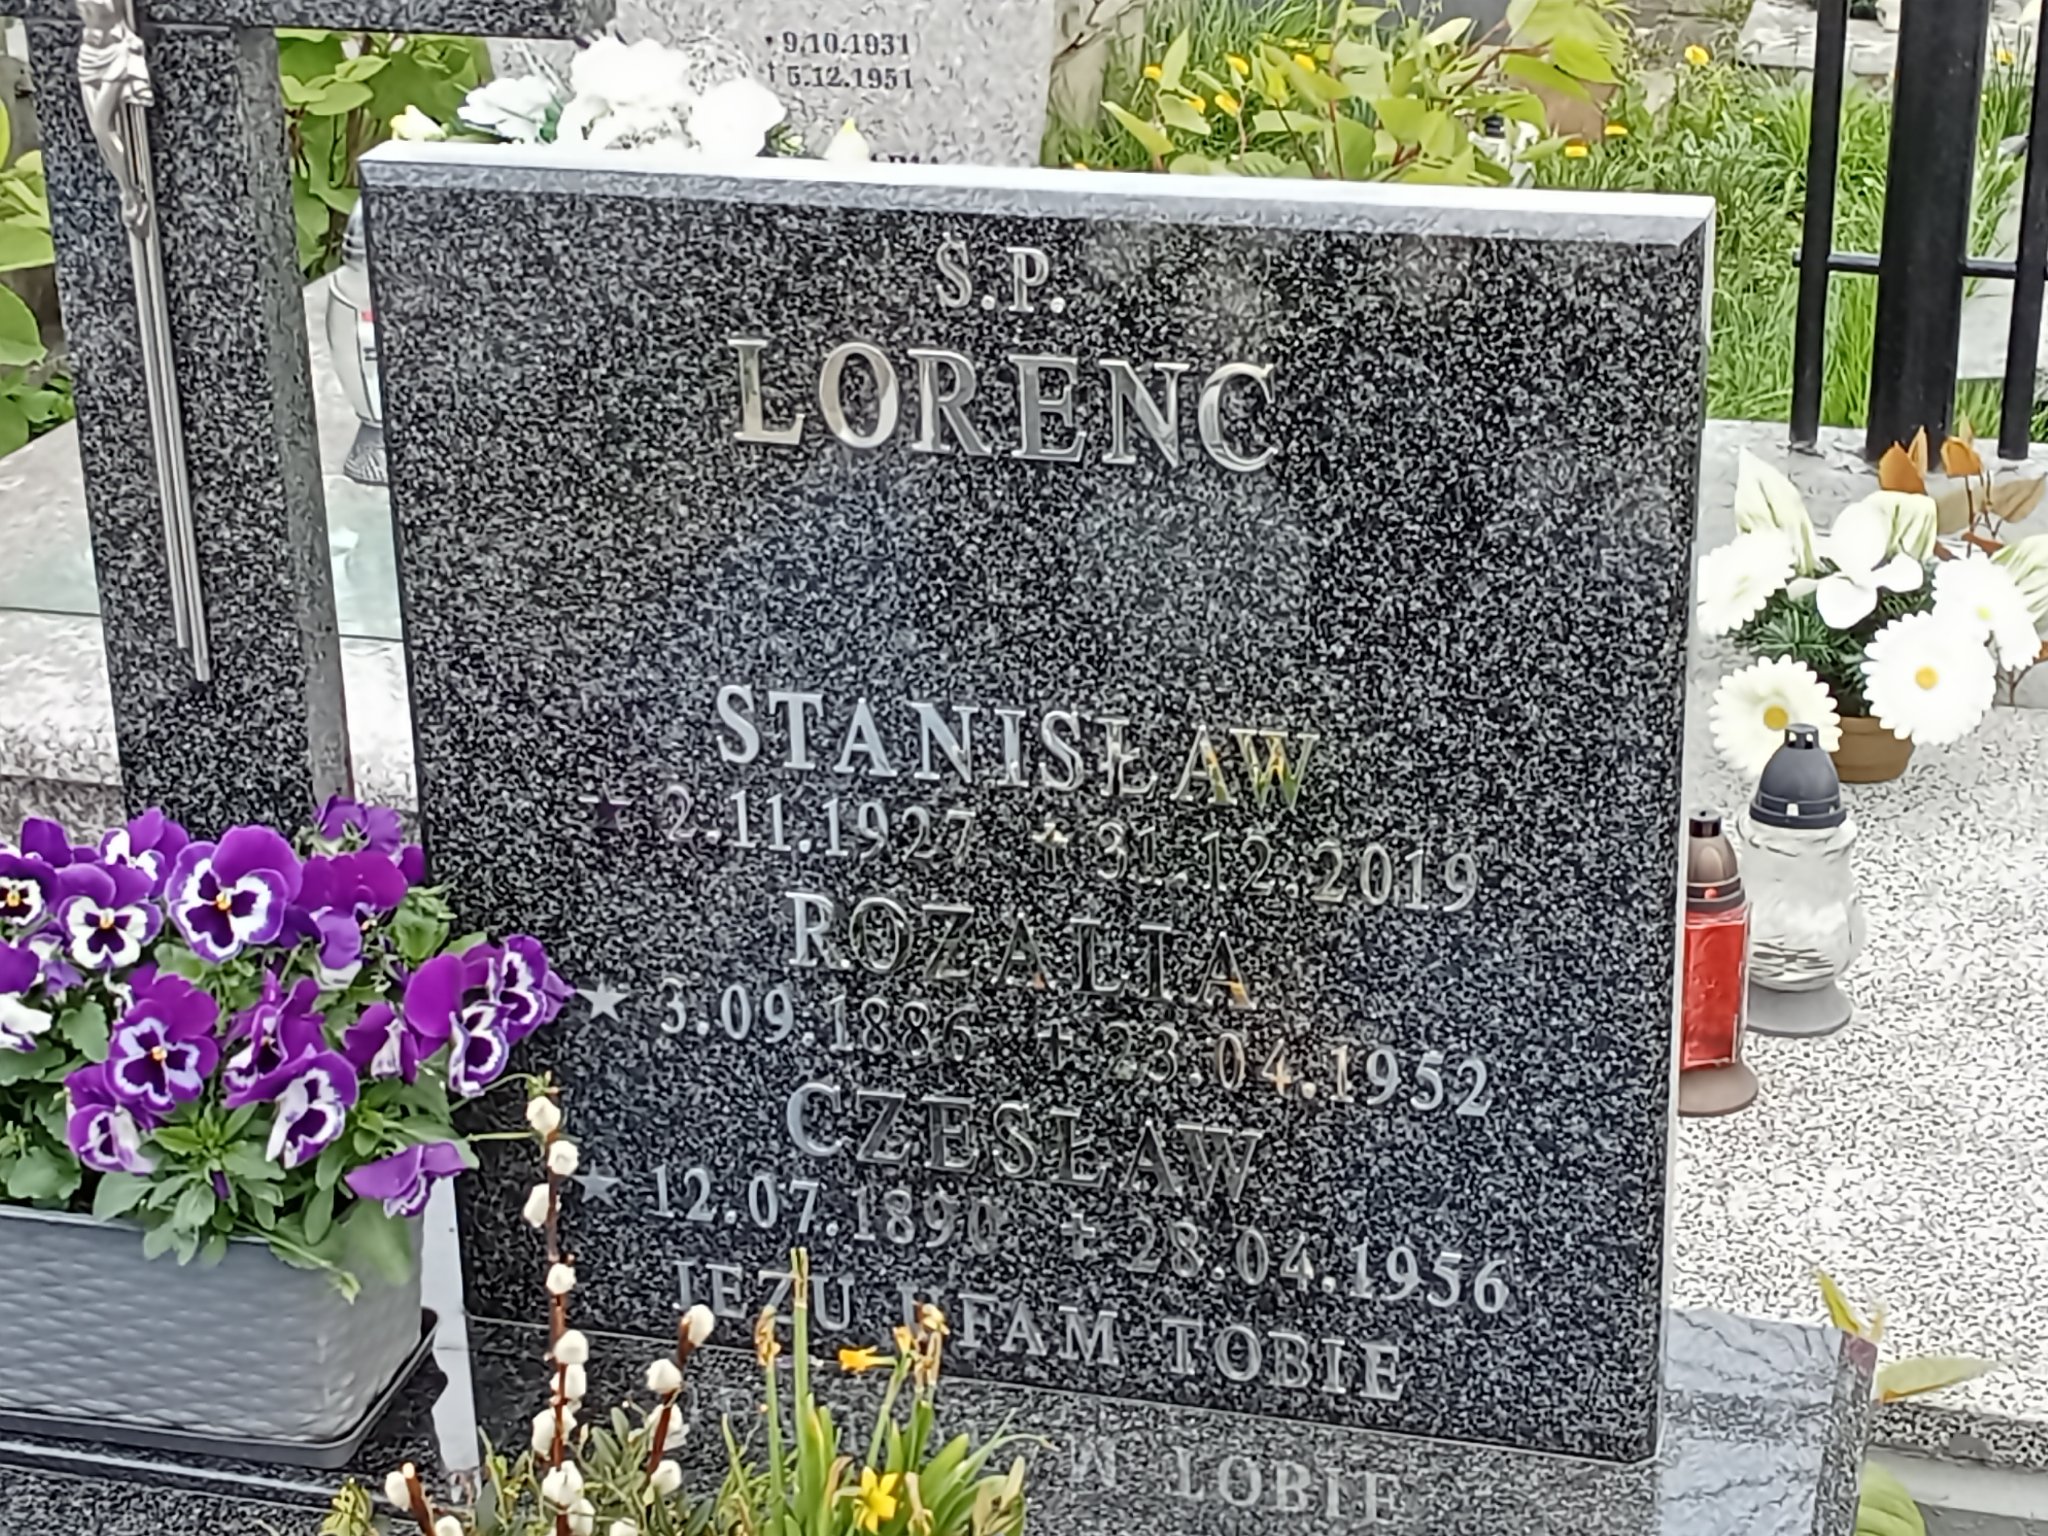 * 9.10.1931
† 5.12.1951
Ś.P.
LORENC
STANISŁAW
★ 2.11.1927 ✝ 31.12.2019
ROZALIA
★ 3.09.1886 ✝ 23.04.1952
CZESŁAW
★ 12.07.1890 ✝ 28.04.1956
JEZU UFAM TOBIE